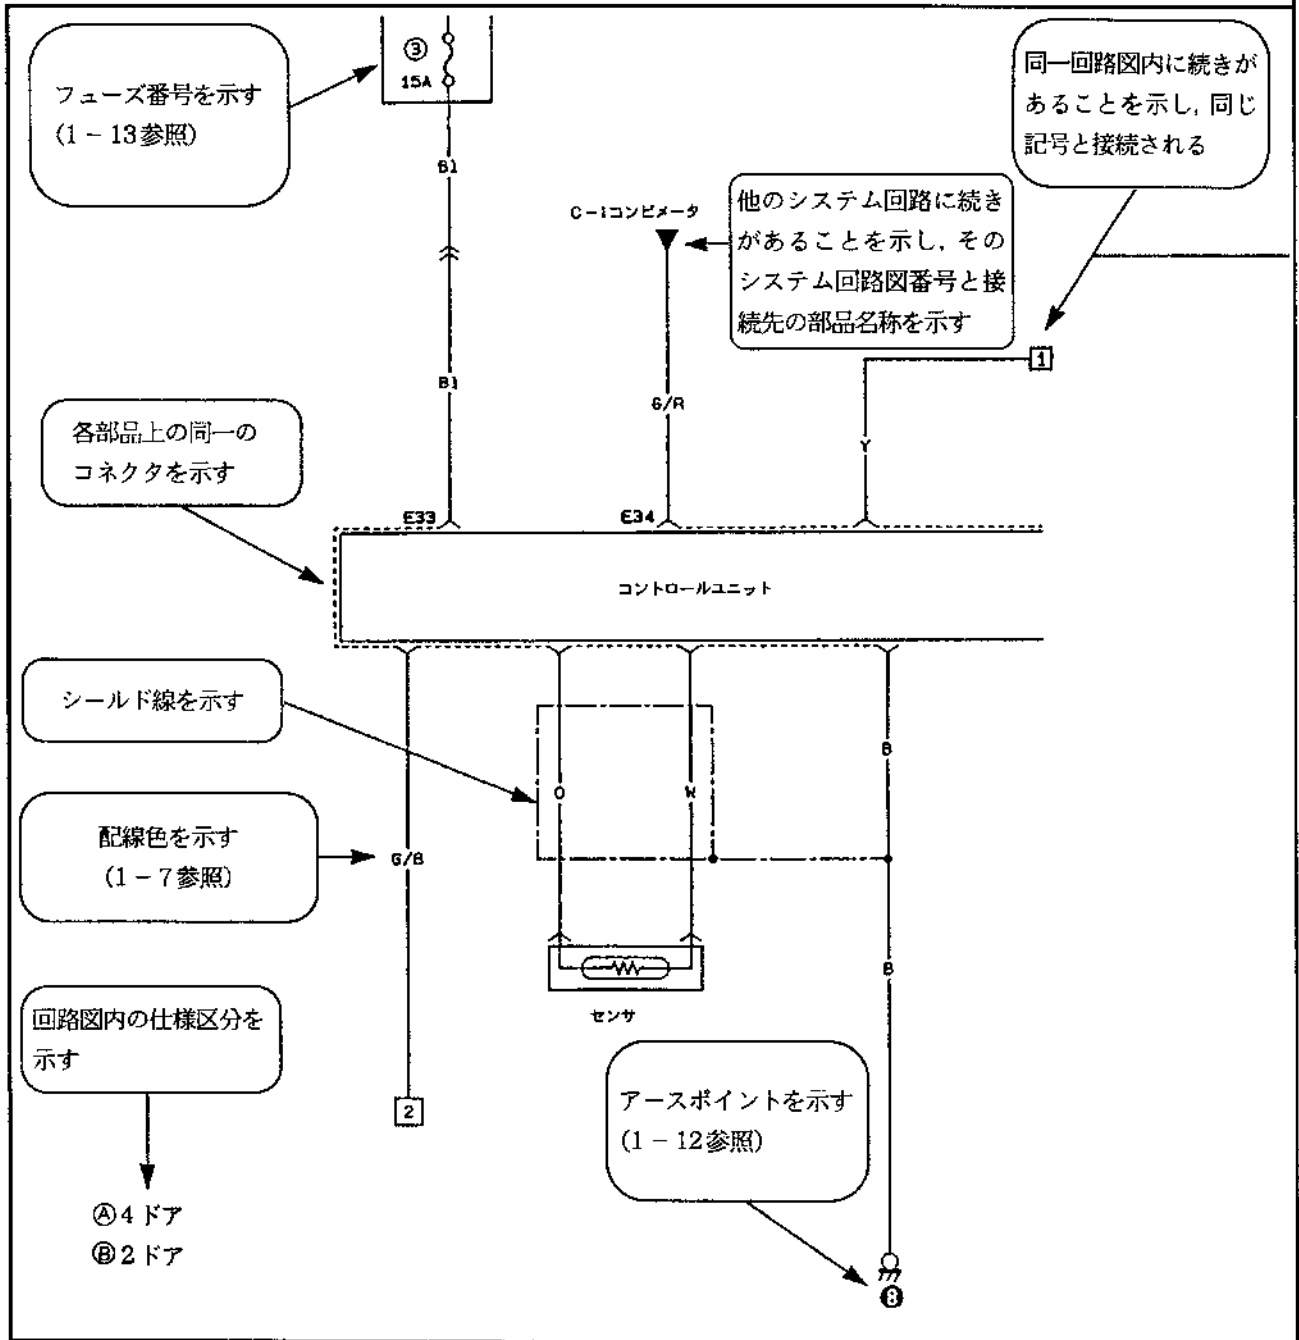 フューズ番号を示す
(1－13参照)
③
15A
同一回路図内に続きが
あることを示し，同じ
記号と接続される
B1
C-1コンビメータ
他のシステム回路に続き
があることを示し，その
システム回路図番号と接
続先の部品名称を示す
1
B1
G/R
Y
各部品上の同一の
コネクタを示す
E33
E34
コントロールユニット
シールド線を示す
B
O
W
配線色を示す
(1－7参照)
G/B
B
センサ
回路図内の仕様区分を
示す
2
アースポイントを示す
(1－12参照)
Ⓐ4ドア
Ⓑ2ドア
❽